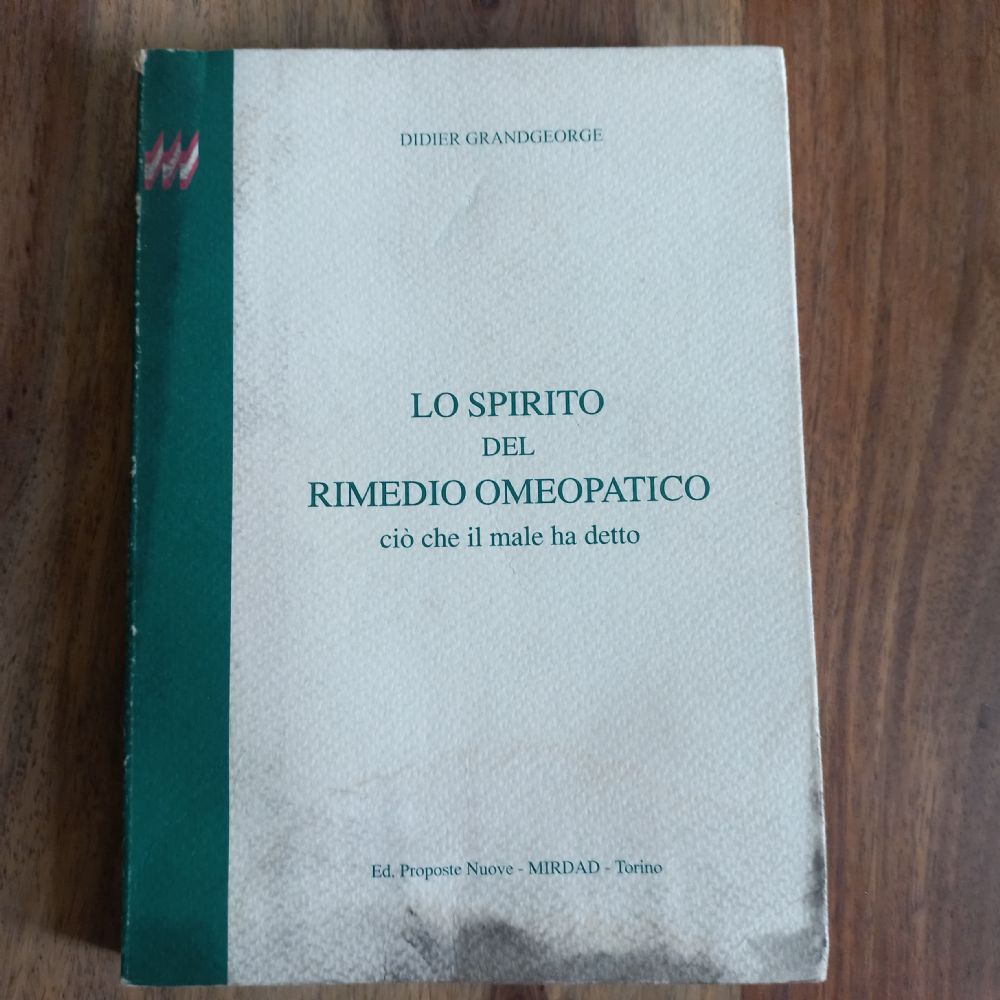 DIDIER GRANDGEORGE
LO SPIRITO
DEL
RIMEDIO OMEOPATICO
ciò che il male ha detto
Ed. Proposte Nuove - MIRDAD - Torino